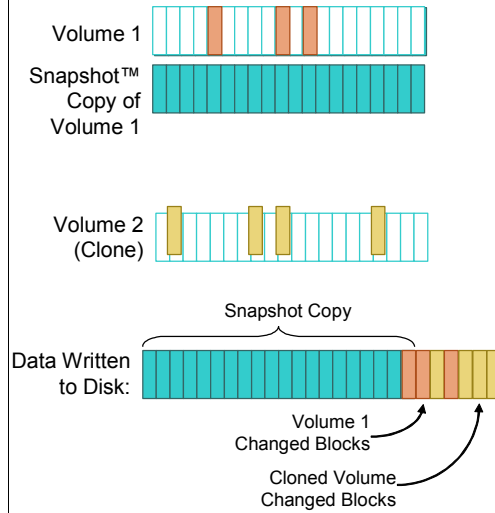 Volume 1
Snapshot™
Copy of
Volume 1
Volume 2
(Clone)
Snapshot Copy
Data Written
to Disk:
Volume 1
Changed Blocks
Cloned Volume
Changed Blocks